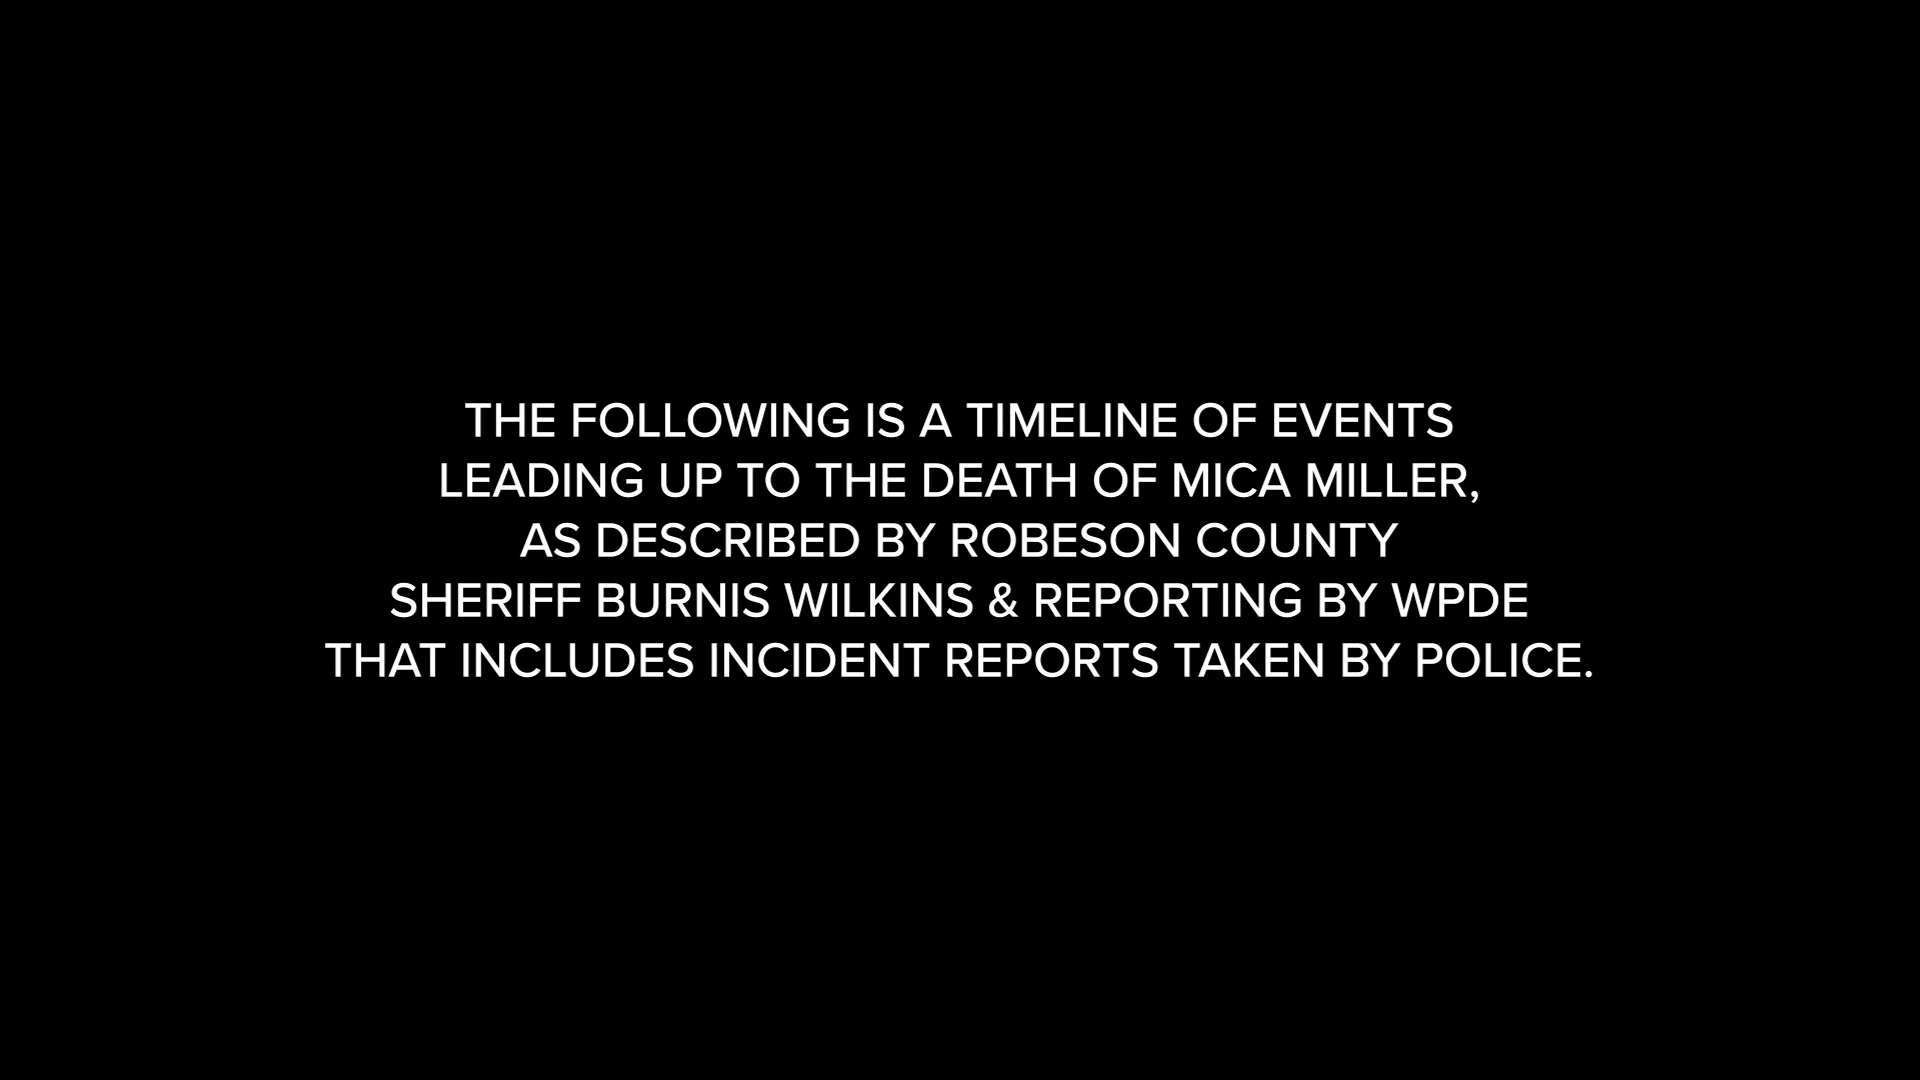 THE FOLLOWING IS A TIMELINE OF EVENTS
LEADING UP TO THE DEATH OF MICA MILLER,
AS DESCRIBED BY ROBESON COUNTY
SHERIFF BURNIS WILKINS & REPORTING BY WPDE
THAT INCLUDES INCIDENT REPORTS TAKEN BY POLICE.